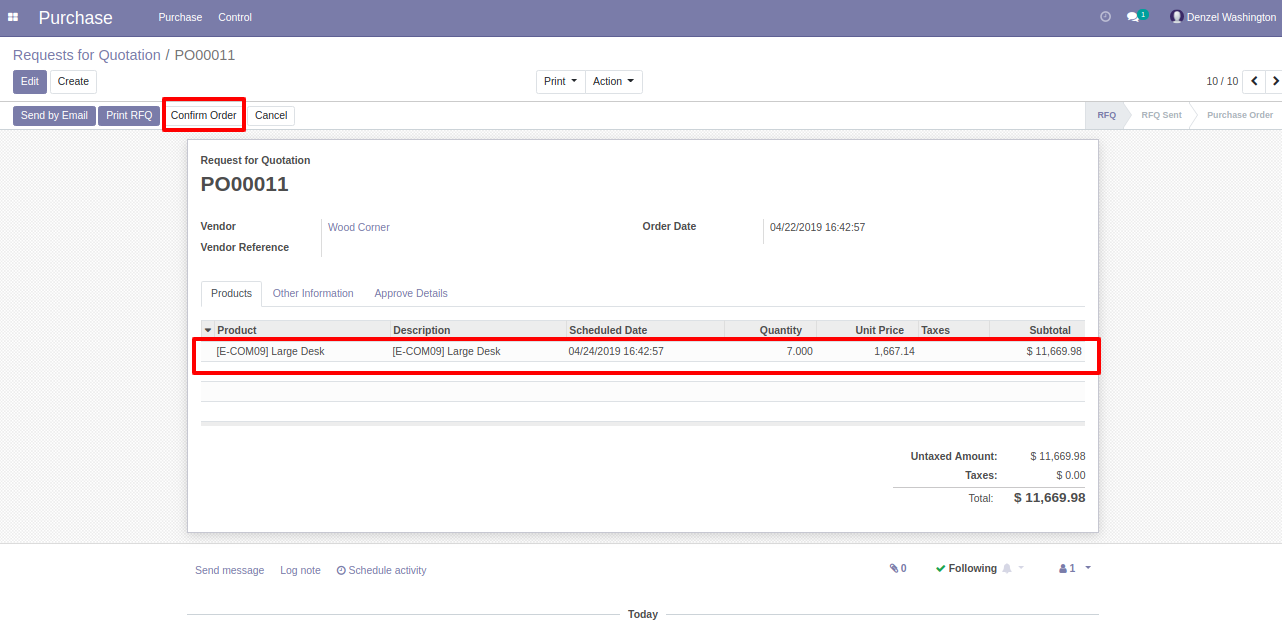 Purchase Purchase Control 1 Denzel Washington
Requests for Quotation / PO00011
Edit Create Print Action 10 / 10
Send by Email Print RFQ Confirm Order Cancel RFQ RFQ Sent Purchase Order
Request for Quotation
PO00011
Vendor Wood Corner Order Date 04/22/2019 16:42:57
Vendor Reference
Products Other Information Approve Details
Product Description Scheduled Date Quantity Unit Price Taxes Subtotal
[E-COM09] Large Desk [E-COM09] Large Desk 04/24/2019 16:42:57 7.000 1,667.14 $ 11,669.98
Untaxed Amount: $ 11,669.98
Taxes: $ 0.00
Total: $ 11,669.98
Send message Log note Schedule activity 0 Following 1
Today